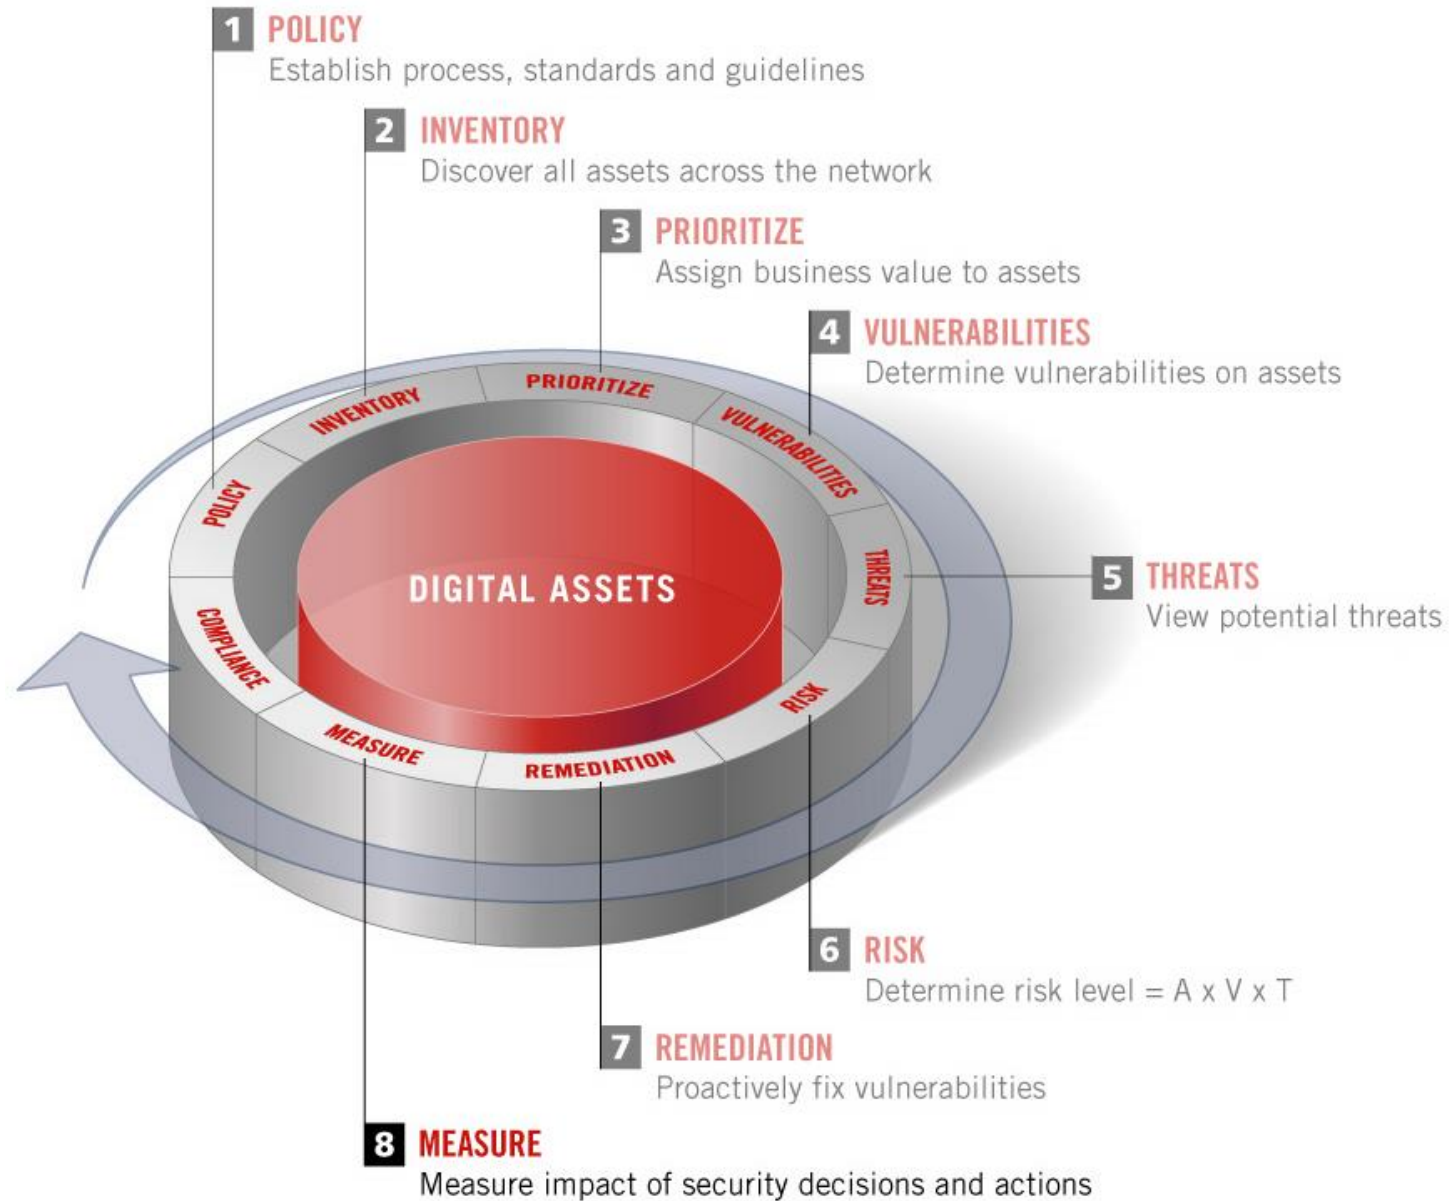 1 POLICY
Establish process, standards and guidelines
2 INVENTORY
Discover all assets across the network
3 PRIORITIZE
Assign business value to assets
4 VULNERABILITIES
Determine vulnerabilities on assets
5 THREATS
View potential threats
6 RISK
Determine risk level = A x V x T
7 REMEDIATION
Proactively fix vulnerabilities
8 MEASURE
Measure impact of security decisions and actions
POLICY
INVENTORY
PRIORITIZE
VULNERABILITIES
THREATS
RISK
REMEDIATION
MEASURE
COMPLIANCE
DIGITAL ASSETS